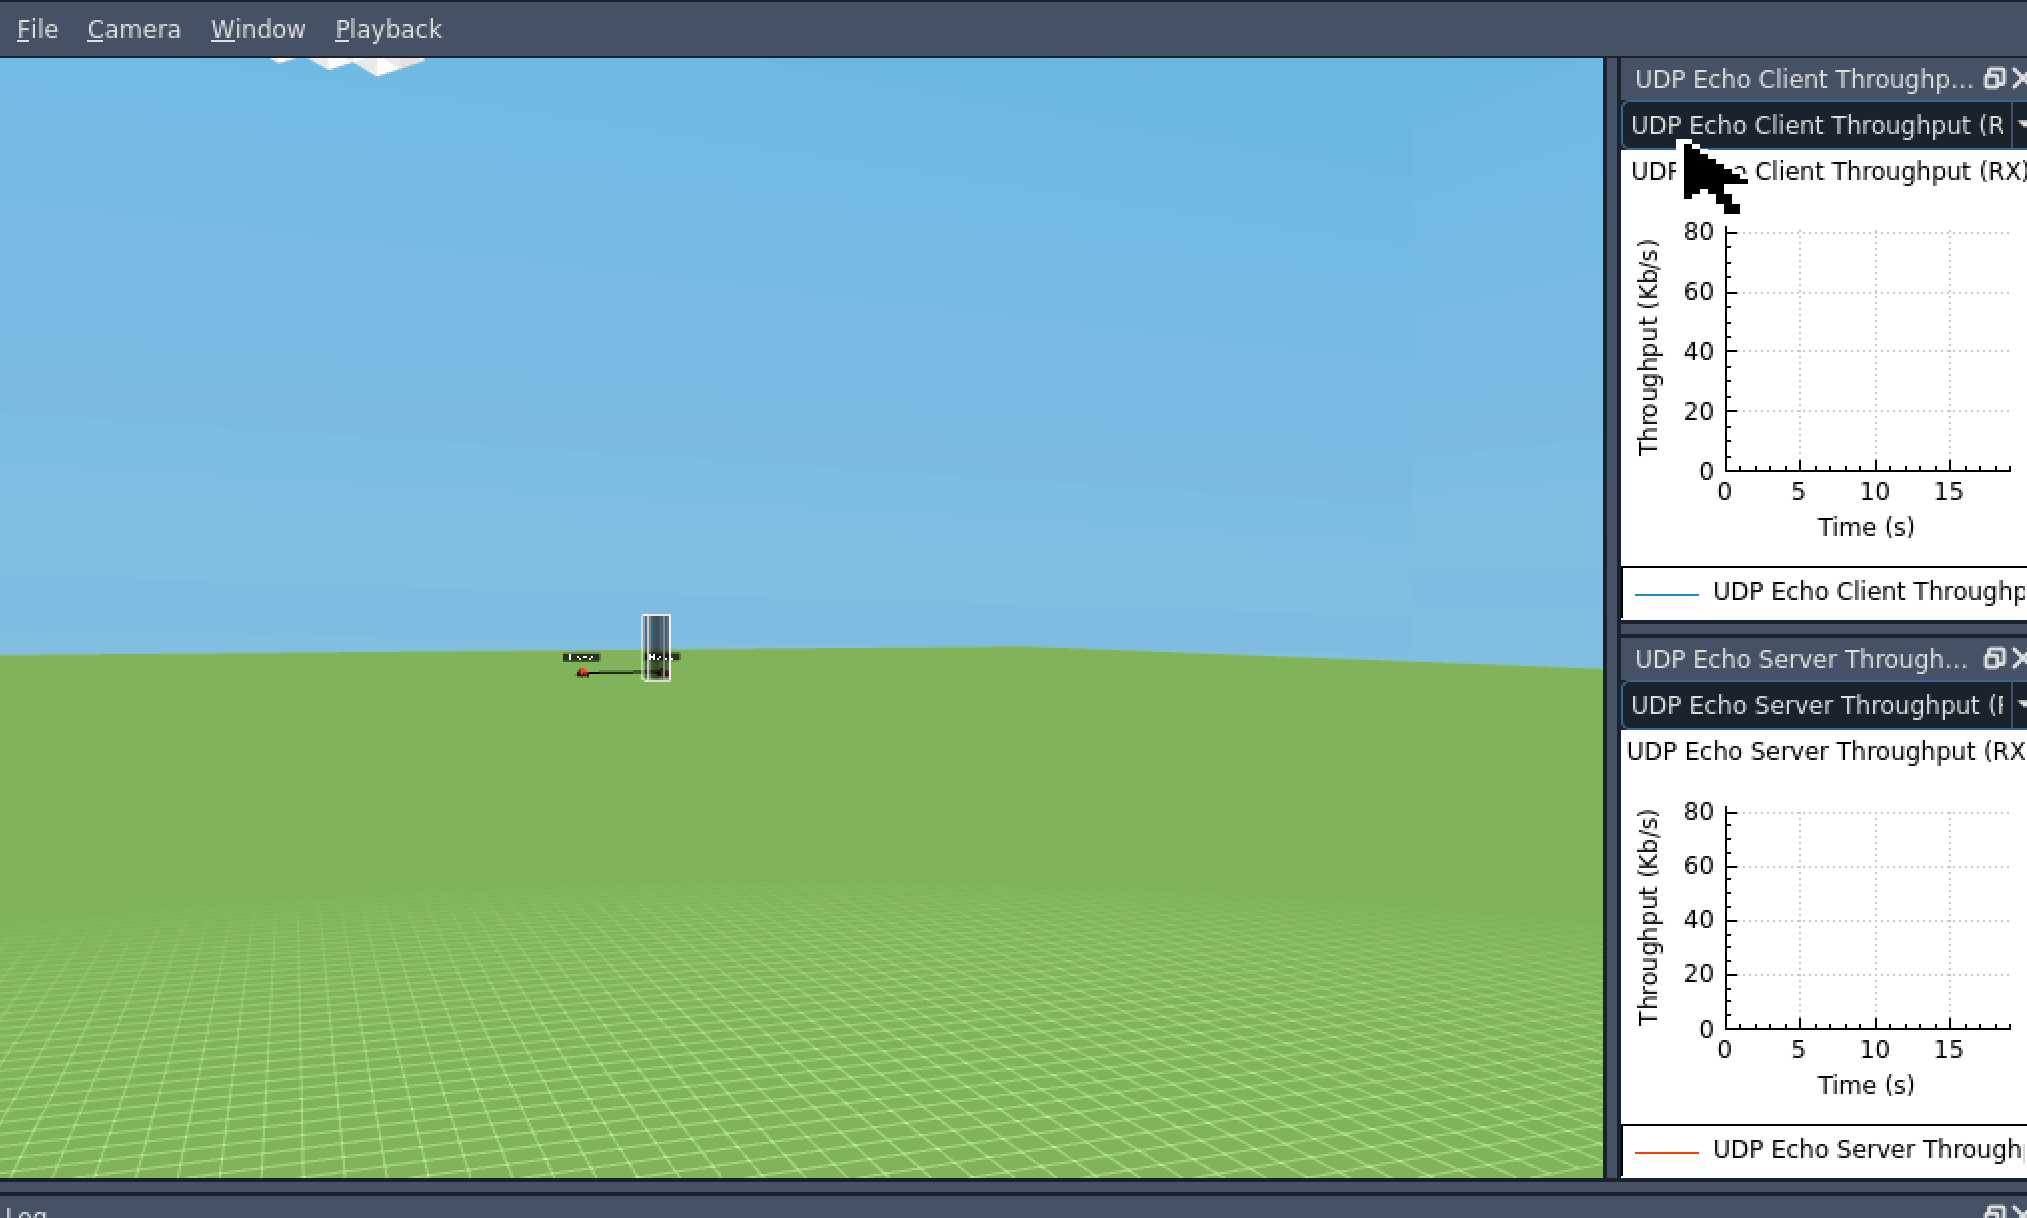 File Camera Window Playback
UDP Echo Client Throughp...
UDP Echo Client Throughput (R
Client Throughput (RX)
Throughput (Kb/s)
80
60
40
20
0
0 5 10 15
Time (s)
UDP Echo Client Throughp
UDP Echo Server Through...
UDP Echo Server Throughput (F
UDP Echo Server Throughput (RX
Throughput (Kb/s)
80
60
40
20
0
0 5 10 15
Time (s)
UDP Echo Server Through
Log